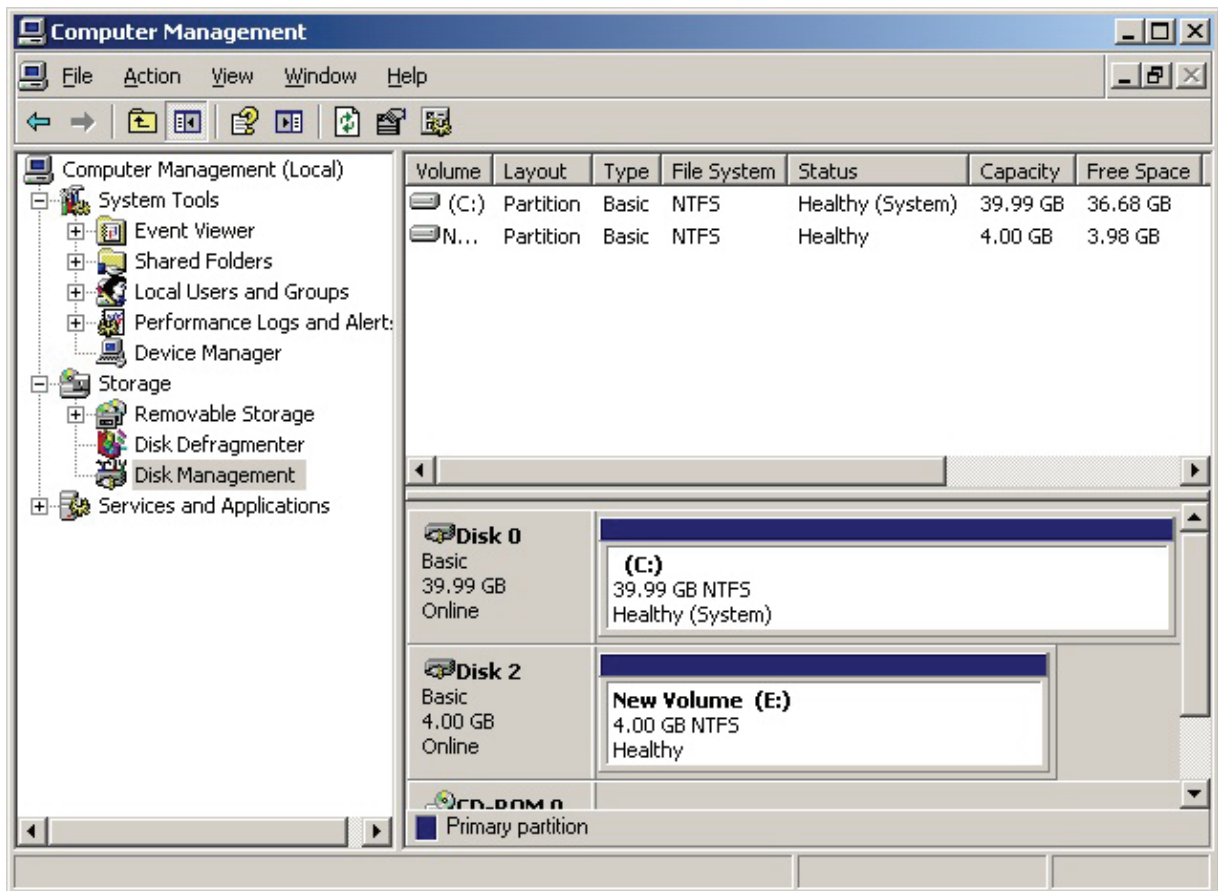 Computer Management
File Action View Window Help
Computer Management (Local)
System Tools
Event Viewer
Shared Folders
Local Users and Groups
Performance Logs and Alert
Device Manager
Storage
Removable Storage
Disk Defragmenter
Disk Management
Services and Applications
Volume Layout Type File System Status Capacity Free Space
(C:) Partition Basic NTFS Healthy (System) 39.99 GB 36.68 GB
N... Partition Basic NTFS Healthy 4.00 GB 3.98 GB
Disk 0
Basic
39.99 GB
Online
(C:)
39.99 GB NTFS
Healthy (System)
Disk 2
Basic
4.00 GB
Online
New Volume (E:)
4.00 GB NTFS
Healthy
CD-ROM 0
Primary partition